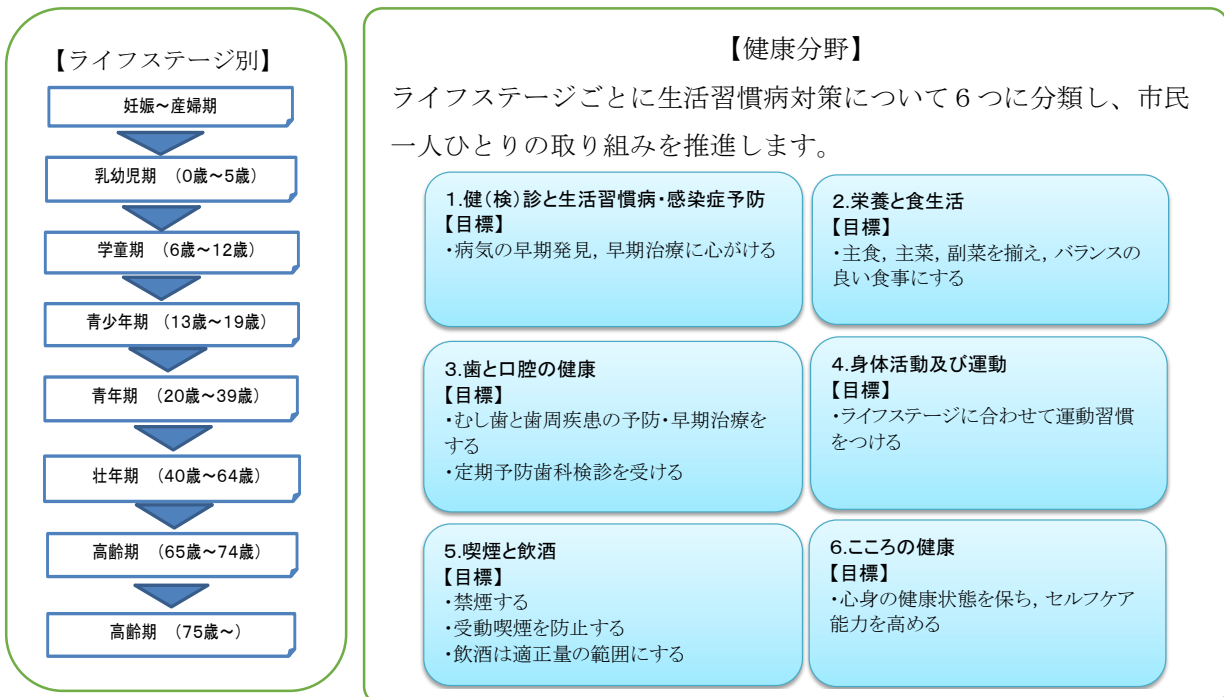 【ライフステージ別】
妊娠～産婦期
乳幼児期 （0歳～5歳）
学童期 （6歳～12歳）
青少年期 （13歳～19歳）
青年期 （20歳～39歳）
壮年期 （40歳～64歳）
高齢期 （65歳～74歳）
高齢期 （75歳～）
【健康分野】
ライフステージごとに生活習慣病対策について６つに分類し、市民
一人ひとりの取り組みを推進します。
1.健（検）診と生活習慣病・感染症予防
【目標】
・病気の早期発見，早期治療に心がける
2.栄養と食生活
【目標】
・主食，主菜，副菜を揃え，バランスの
良い食事にする
3.歯と口腔の健康
【目標】
・むし歯と歯周疾患の予防・早期治療を
する
・定期予防歯科検診を受ける
4.身体活動及び運動
【目標】
・ライフステージに合わせて運動習慣
をつける
5.喫煙と飲酒
【目標】
・禁煙する
・受動喫煙を防止する
・飲酒は適正量の範囲にする
6.こころの健康
【目標】
・心身の健康状態を保ち，セルフケア
能力を高める